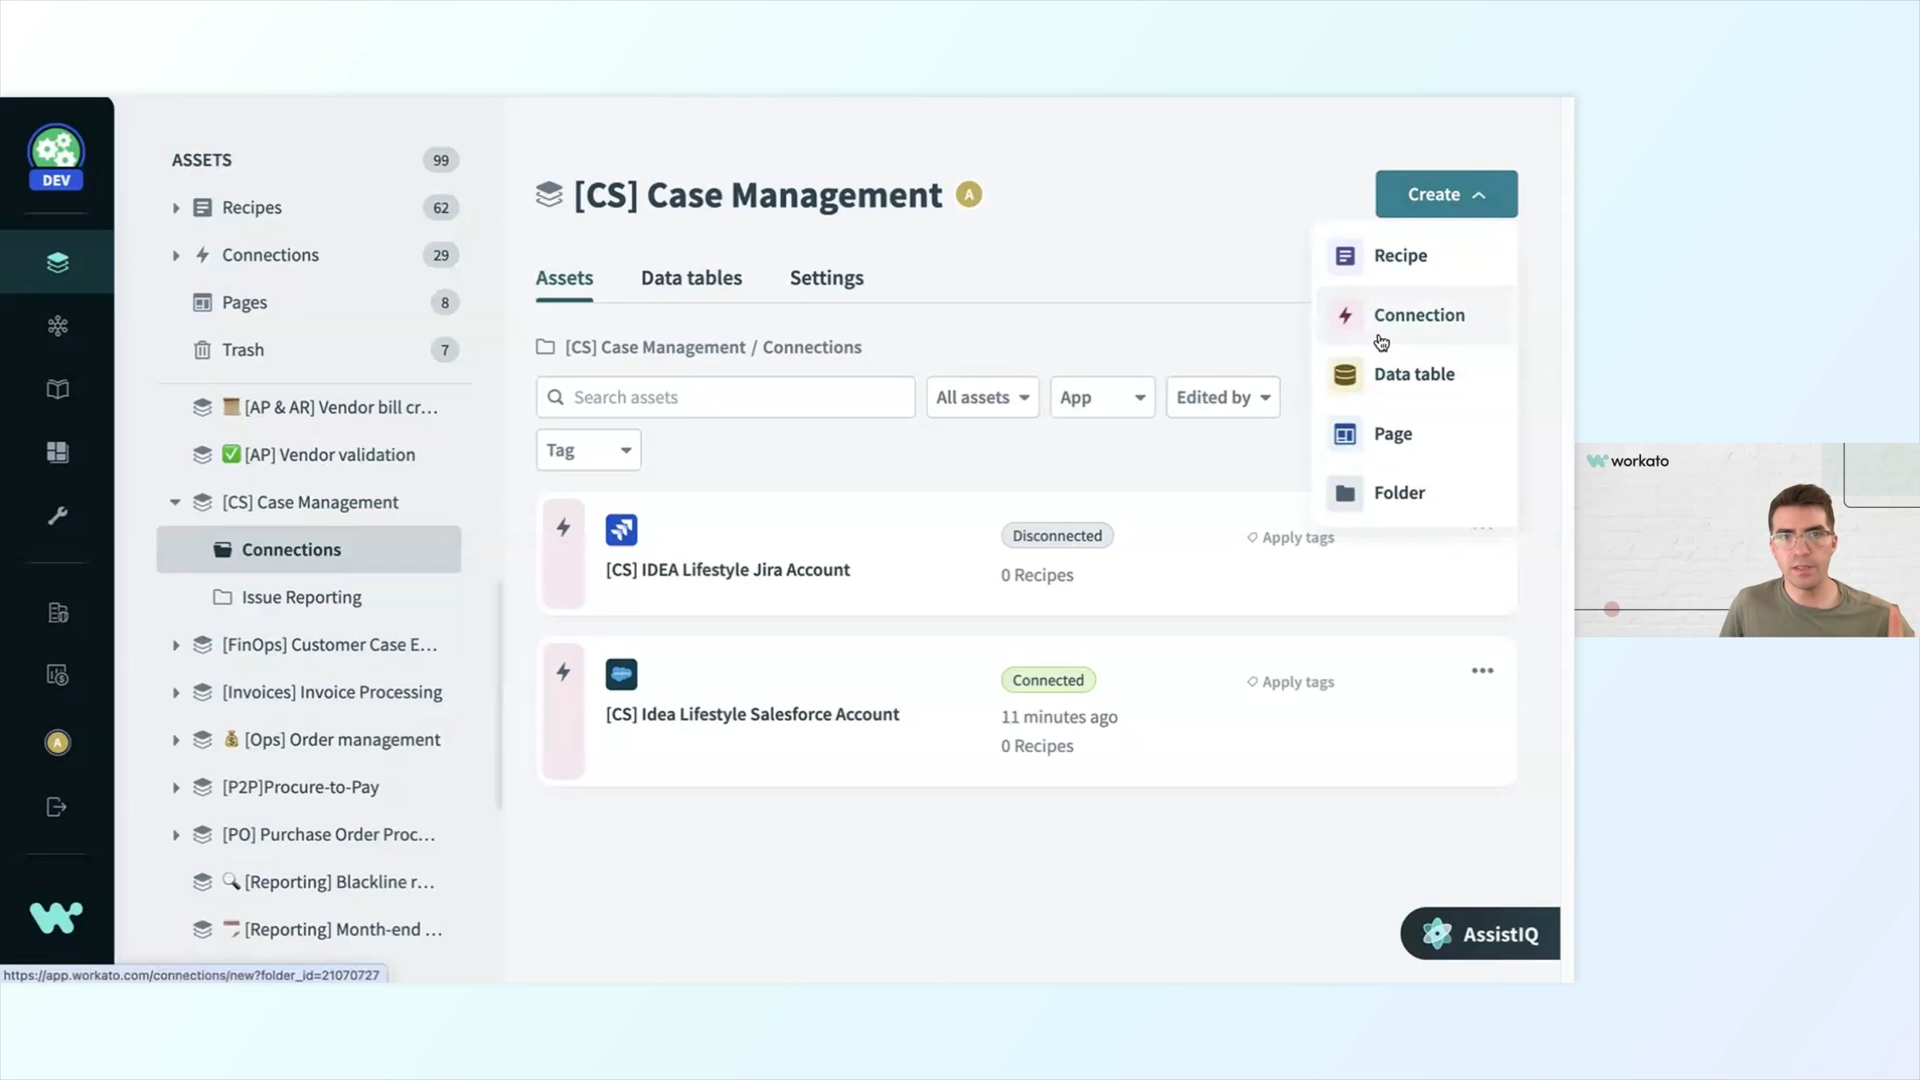 DEV
ASSETS 99
Recipes 62
Connections 29
Pages 8
Trash 7
[AP & AR] Vendor bill cr...
[AP] Vendor validation
[CS] Case Management
Connections
Issue Reporting
[FinOps] Customer Case E...
[Invoices] Invoice Processing
[Ops] Order management
[P2P]Procure-to-Pay
[PO] Purchase Order Proc...
[Reporting] Blackline r...
[Reporting] Month-end ...
A
https://app.workato.com/connections/new?folder_id=21070727
[CS] Case Management A
Create
Recipe
Connection
Data table
Page
Folder
Assets Data tables Settings
[CS] Case Management / Connections
Search assets All assets App Edited by
Tag
[CS] IDEA Lifestyle Jira Account
Disconnected
0 Recipes
Apply tags
[CS] Idea Lifestyle Salesforce Account
Connected
11 minutes ago
0 Recipes
Apply tags
AssistIQ
workato